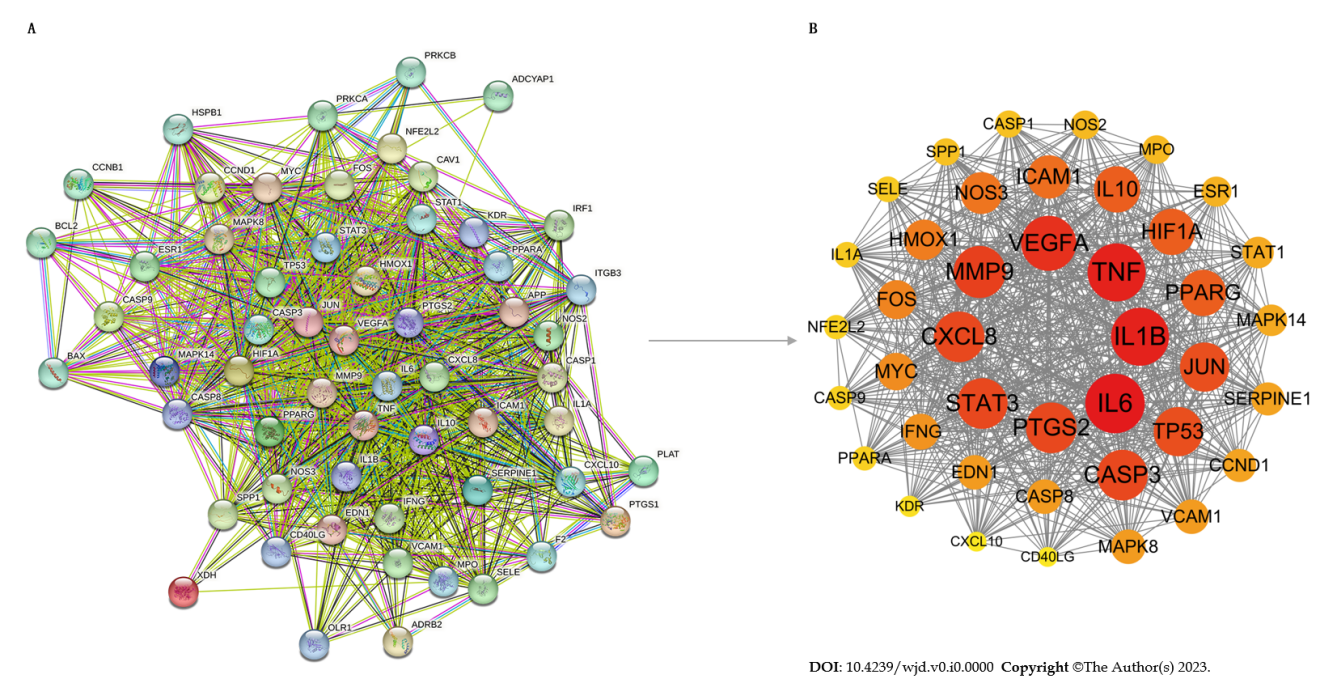 A
B
PRKCB
ADCYAP1
PRKCA
HSPB1
NFE2L2
CCNB1
CCND1
MYC
FOS
CAV1
STAT1
KDR
IRF1
BCL2
MAPK8
STAT3
ESR1
PPARA
HMOX1
TP53
ITGB3
CASP9
JUN
PTGS2
APP
CASP3
VEGFA
NOS2
BAX
MAPK14
HIF1A
CXCL8
CASP1
MMP9
IL6
CASP8
PPARG
TNF
ICAM1
IL1A
IL10
IL1B
NOS3
SERPINE1
CXCL10
PLAT
SPP1
IFNG
EDN1
PTGS1
CD40LG
VCAM1
F2
XDH
MPO
SELE
OLR1
ADRB2
CASP1
NOS2
SPP1
MPO
SELE
NOS3
ICAM1
IL10
ESR1
IL1A
HMOX1
VEGFA
HIF1A
STAT1
MMP9
TNF
FOS
PPARG
NFE2L2
CXCL8
IL1B
MAPK14
MYC
JUN
CASP9
STAT3
IL6
SERPINE1
IFNG
PTGS2
TP53
PPARA
EDN1
CASP3
CCND1
KDR
CASP8
VCAM1
CXCL10
CD40LG
MAPK8
DOI: 10.4239/wjd.v0.i0.0000 Copyright ©The Author(s) 2023.